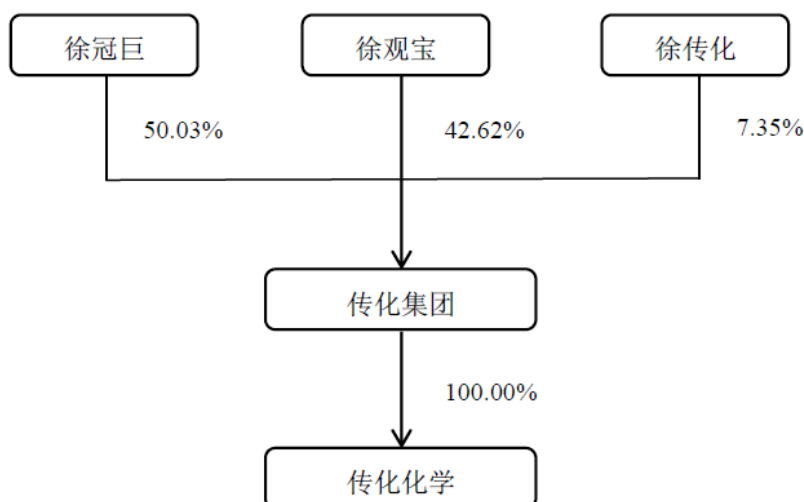 徐冠巨
徐观宝
徐传化
50.03%
42.62%
7.35%
传化集团
100.00%
传化化学